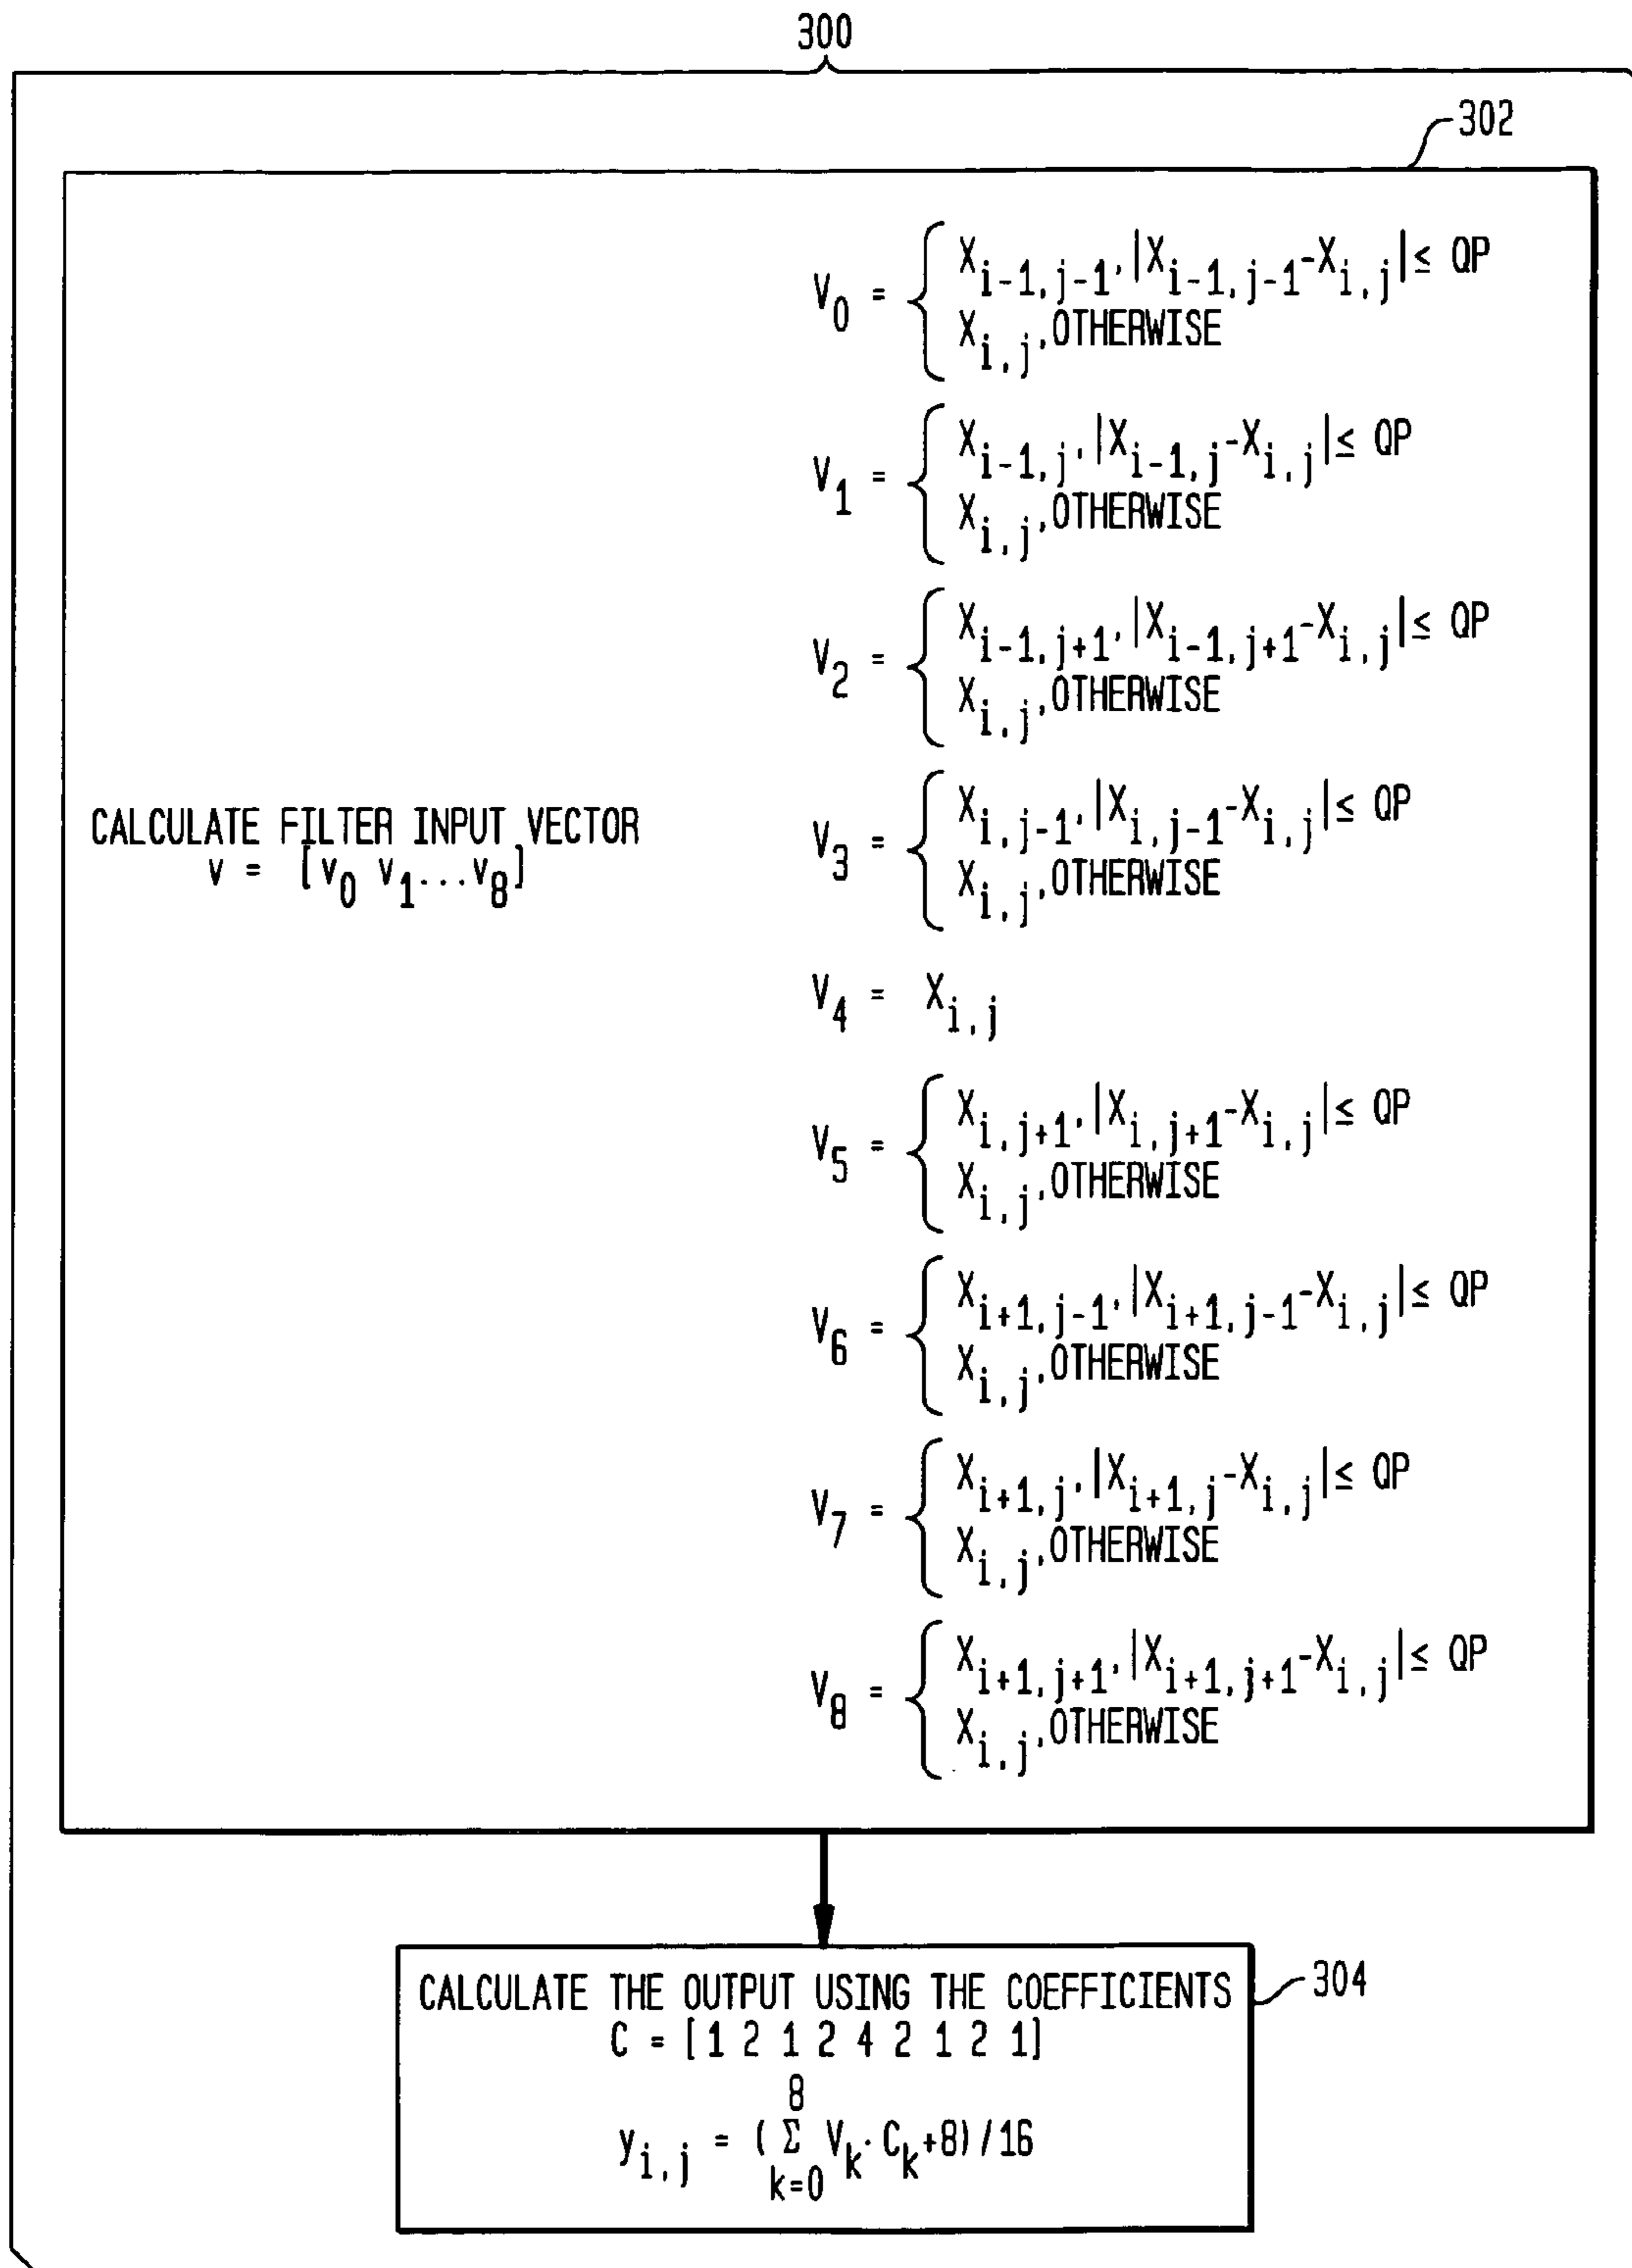 300
302
V0 = { Xi-1,j-1, |Xi-1,j-1-Xi,j|≤ QP
Xi,j,OTHERWISE
V1 = { Xi-1,j, |Xi-1,j-Xi,j|≤ QP
Xi,j,OTHERWISE
V2 = { Xi-1,j+1, |Xi-1,j+1-Xi,j|≤ QP
Xi,j,OTHERWISE
CALCULATE FILTER INPUT VECTOR
v = [v0 v1...v8]
V3 = { Xi,j-1, |Xi,j-1-Xi,j|≤ QP
Xi,j,OTHERWISE
V4 = Xi,j
V5 = { Xi,j+1, |Xi,j+1-Xi,j|≤ QP
Xi,j,OTHERWISE
V6 = { Xi+1,j-1, |Xi+1,j-1-Xi,j|≤ QP
Xi,j,OTHERWISE
V7 = { Xi+1,j, |Xi+1,j-Xi,j|≤ QP
Xi,j,OTHERWISE
V8 = { Xi+1,j+1, |Xi+1,j+1-Xi,j|≤ QP
Xi,j,OTHERWISE
CALCULATE THE OUTPUT USING THE COEFFICIENTS
304
C = [1 2 1 2 4 2 1 2 1]
8
yi,j = (Σ Vk·Ck+8)/16
k=0